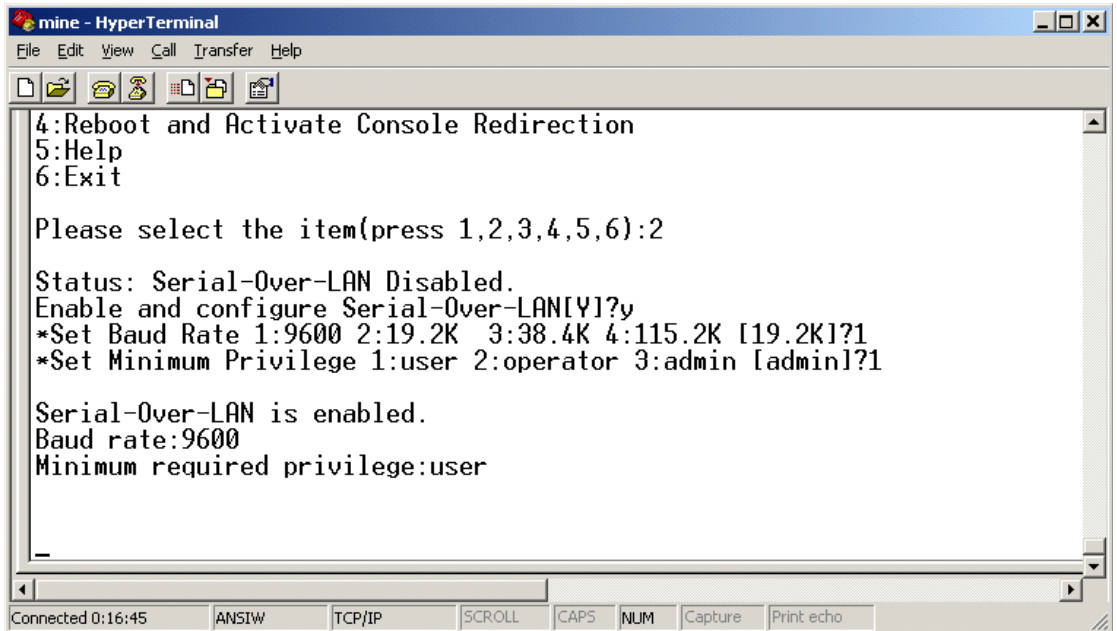 mine - HyperTerminal
File Edit View Call Transfer Help
4:Reboot and Activate Console Redirection
5:Help
6:Exit
Please select the item(press 1,2,3,4,5,6):2
Status: Serial-Over-LAN Disabled.
Enable and configure Serial-Over-LAN[Y]?y
*Set Baud Rate 1:9600 2:19.2K  3:38.4K 4:115.2K [19.2K]?1
*Set Minimum Privilege 1:user 2:operator 3:admin [admin]?1
Serial-Over-LAN is enabled.
Baud rate:9600
Minimum required privilege:user
_
Connected 0:16:45 ANSIW TCP/IP SCROLL CAPS NUM Capture Print echo